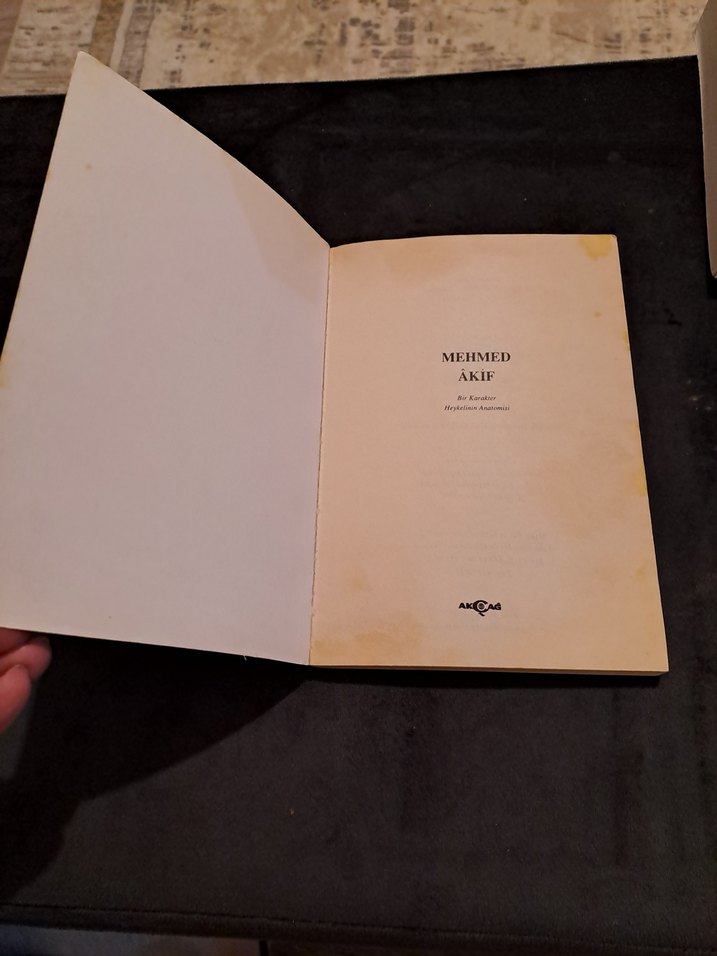 MEHMED
ÂKİF
Bir Karakter
Heykelinin Anatomisi
AKÇAĞ